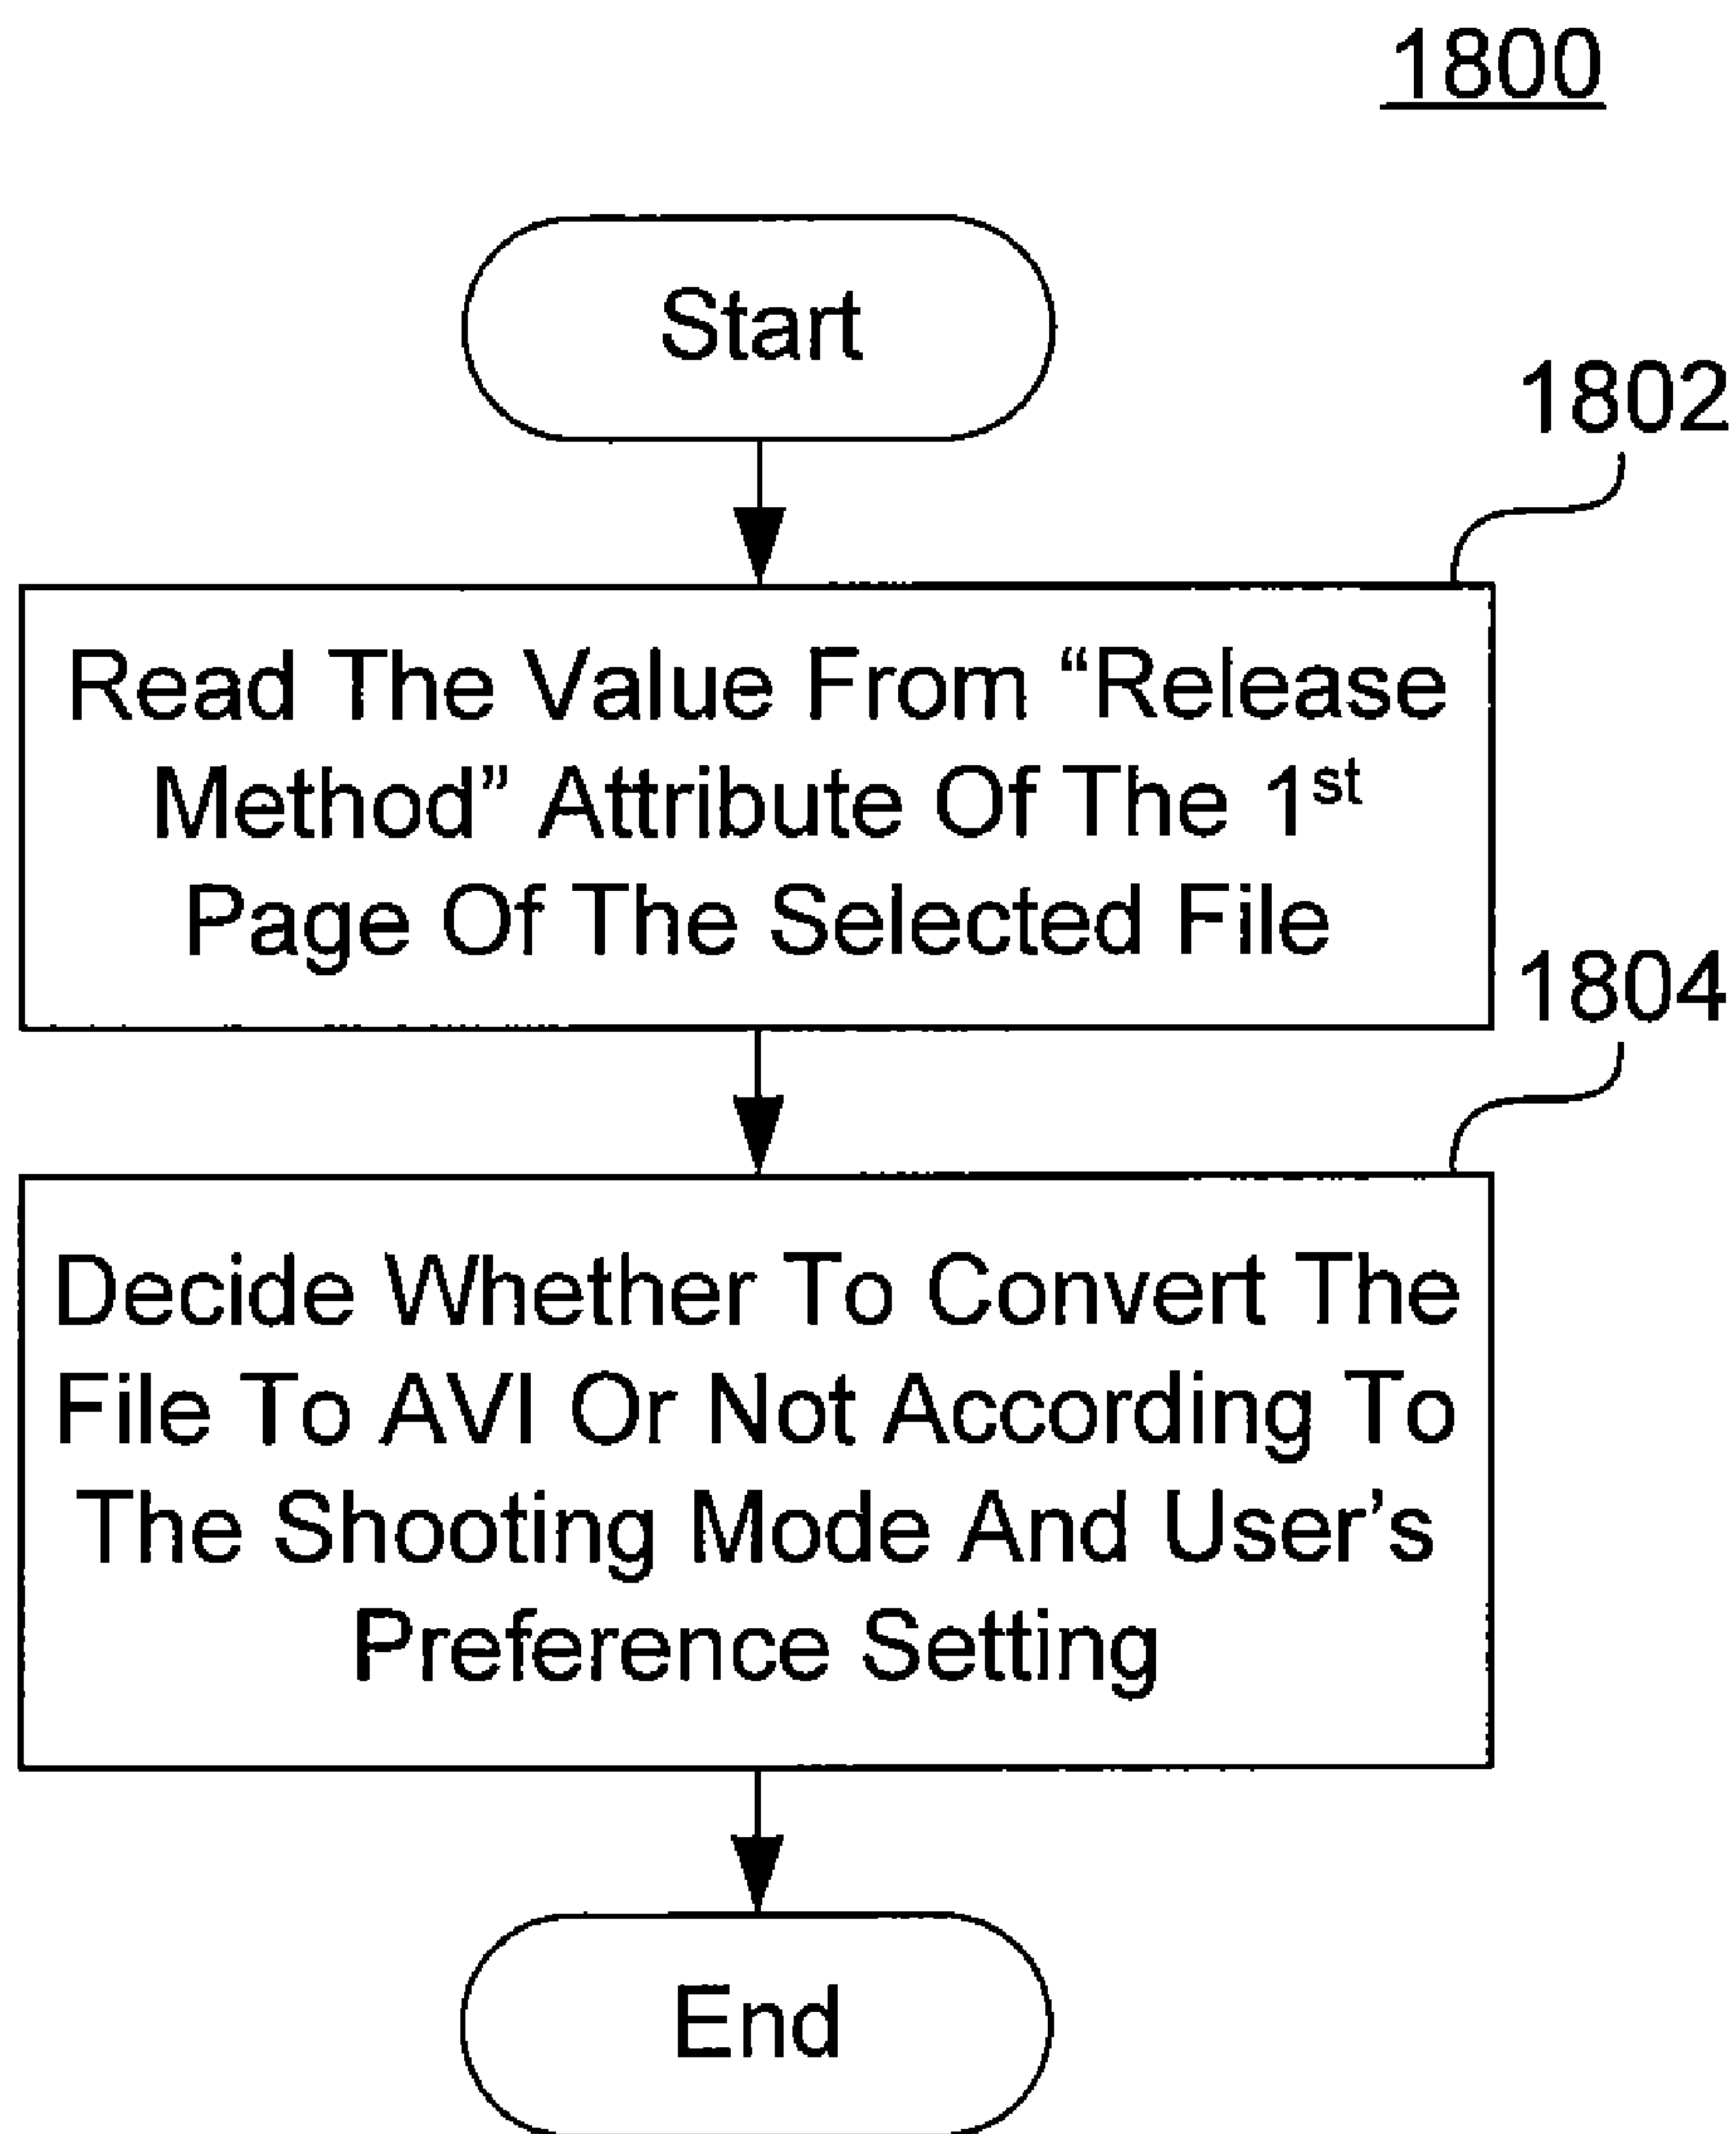 1800
Start
1802
Read The Value From “Release
Method” Attribute Of The 1st
Page Of The Selected File
1804
Decide Whether To Convert The
File To AVI Or Not According To
The Shooting Mode And User’s
Preference Setting
End